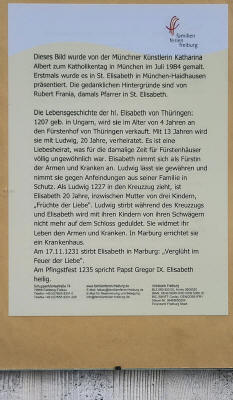 familien
ferien
freiburg
Dieses Bild wurde von der Münchner Künstlerin Katharina
Albert zum Katholikentag in München im Juli 1984 gemalt.
Erstmals wurde es in St. Elisabeth in München-Haidhausen
präsentiert. Die gedanklichen Hintergründe sind von
Rubert Frania, damals Pfarrer in St. Elisabeth.
Die Lebensgeschichte der hl. Elisabeth von Thüringen:
1207 geb. in Ungarn, wird sie im Alter von 4 Jahren an
den Fürstenhof von Thüringen verkauft. Mit 13 Jahren wird
sie mit Ludwig, 20 Jahre, verheiratet. Es ist eine
Liebesheirat, was für die damalige Zeit für Fürstenhäuser
völlig ungewöhnlich war. Elisabeth nimmt sich als Fürstin
der Armen und Kranken an. Ludwig lässt sie gewähren und
nimmt sie gegen Anfeindungen aus seiner Familie in
Schutz. Als Ludwig 1227 in den Kreuzzug zieht, ist
Elisabeth 20 Jahre, inzwischen Mutter von drei Kindern,
„Früchte der Liebe". Ludwig stirbt während des Kreuzzugs
und Elisabeth wird mit ihren Kindern von ihren Schwägern
nicht mehr auf dem Schloss geduldet. Sie widmet ihr
Leben den Armen und Kranken. In Marburg errichtet sie
ein Krankenhaus.
Am 17.11.1231 stirbt Elisabeth in Marburg: „Verglüht im
Feuer der Liebe".
Am Pfingstfest 1235 spricht Papst Gregor IX. Elisabeth
heilig.